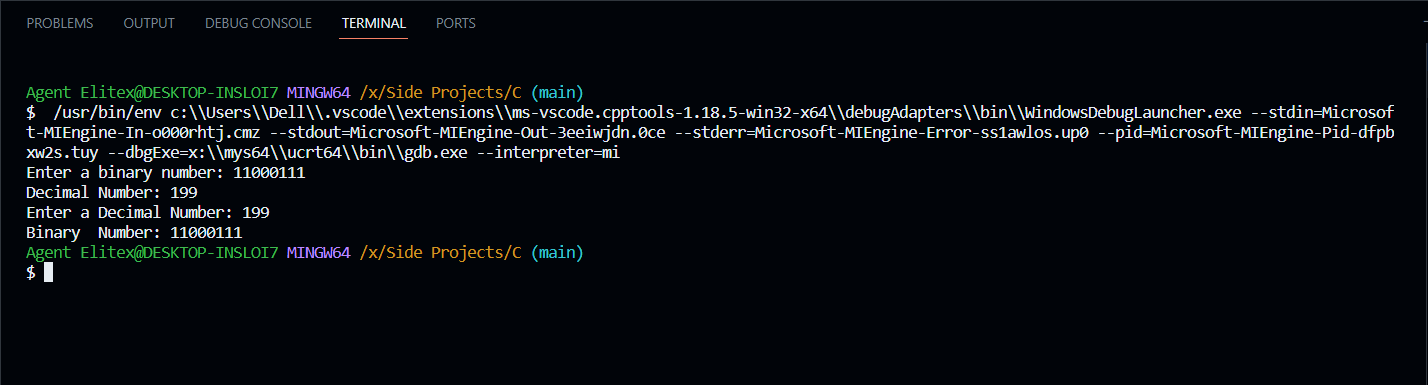 PROBLEMS OUTPUT DEBUG CONSOLE TERMINAL PORTS
Agent Elitex@DESKTOP-INSLOI7 MINGW64 /x/Side Projects/C (main)
$  /usr/bin/env c:\\Users\\Dell\\.vscode\\extensions\\ms-vscode.cpptools-1.18.5-win32-x64\\debugAdapters\\bin\\WindowsDebugLauncher.exe --stdin=Microsof
t-MIEngine-In-o000rhtj.cmz --stdout=Microsoft-MIEngine-Out-3eeiwjdn.0ce --stderr=Microsoft-MIEngine-Error-ss1awlos.up0 --pid=Microsoft-MIEngine-Pid-dfpb
xw2s.tuy --dbgExe=x:\\mys64\\ucrt64\\bin\\gdb.exe --interpreter=mi
Enter a binary number: 11000111
Decimal Number: 199
Enter a Decimal Number: 199
Binary  Number: 11000111
Agent Elitex@DESKTOP-INSLOI7 MINGW64 /x/Side Projects/C (main)
$